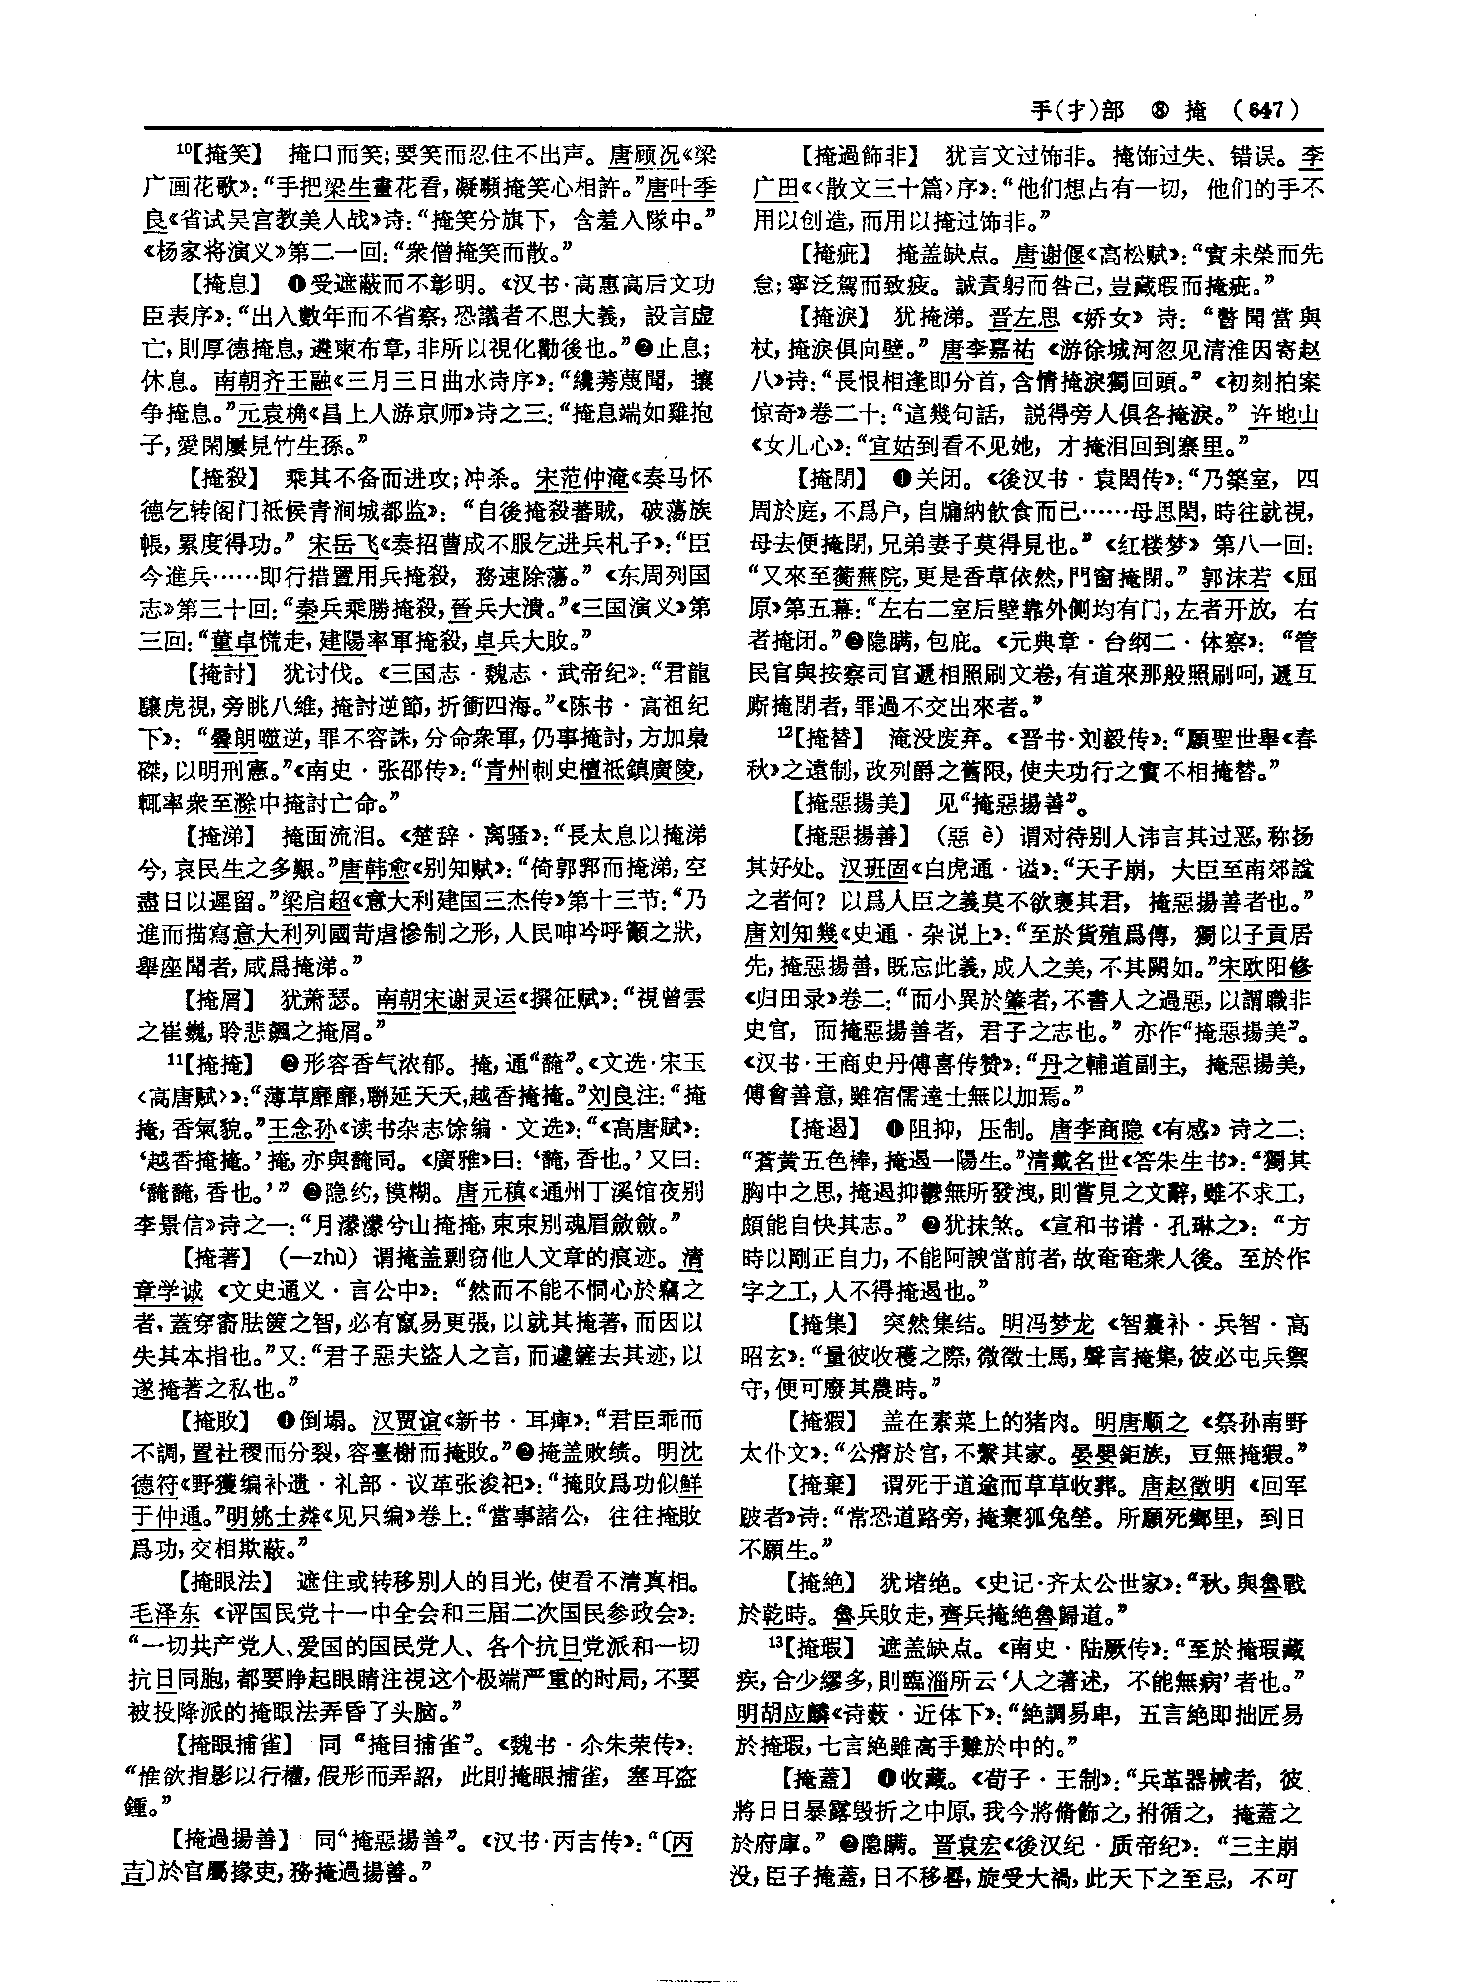 手(扌)部 ⑧ 掩 (647)
¹⁰【掩笑】 掩口而笑;要笑而忍住不出声。唐顾况《梁
广画花歌》:“手把梁生畫花看,凝嚬掩笑心相許。”唐叶季
良《省试吴宫教美人战》诗:“掩笑分旗下,含羞入隊中。”
《杨家将演义》第二一回:“衆僧掩笑而散。”
【掩息】 ❶受遮蔽而不彰明。《汉书·高惠高后文功
臣表序》:“出入數年而不省察,恐議者不思大義,設言虚
亡,則厚德掩息,遴柬布章,非所以視化勸後也。”❷止息;
休息。南朝齐王融《三月三日曲水诗序》:“纔莠蔑聞,攘
争掩息。”元袁桷《昌上人游京师》诗之三:“掩息端如雞抱
子,愛閑屢見竹生孫。”
【掩殺】 乘其不备而进攻;冲杀。宋范仲淹《奏马怀
德乞转阁门祗侯青涧城都监》:“自後掩殺蕃賊,破蕩族
帳,累度得功。”宋岳飞《奏招曹成不服乞进兵札子》:“臣
今進兵……即行措置用兵掩殺,務速除蕩。”《东周列国
志》第三十回:“秦兵乘勝掩殺,晉兵大潰。”《三国演义》第
三回:“董卓慌走,建陽率軍掩殺,卓兵大敗。”
【掩討】 犹讨伐。《三国志·魏志·武帝纪》:“君龍
驤虎視,旁眺八維,掩討逆節,折衝四海。”《陈书·高祖纪
下》:“曇朗噬逆,罪不容誅,分命衆軍,仍事掩討,方加梟
磔,以明刑憲。”《南史·张邵传》:“青州刺史檀祗鎮廣陵,
輒率衆至滁中掩討亡命。”
【掩涕】 掩面流泪。《楚辞·离骚》:“長太息以掩涕
兮,哀民生之多艱。”唐韩愈《别知赋》:“倚郭郛而掩涕,空
盡日以遲留。”梁启超《意大利建国三杰传》第十三节:“乃
進而描寫意大利列國苛虐慘制之形,人民呻吟呼籲之狀,
舉座聞者,咸爲掩涕。”
【掩屑】 犹萧瑟。南朝宋谢灵运《撰征赋》:“視曾雲
之崔巍,聆悲飆之掩屑。”
¹¹【掩掩】 ❷形容香气浓郁。掩,通“馣”。《文选·宋玉
〈高唐赋〉》:“薄草靡靡,聯延夭夭,越香掩掩。”刘良注:“掩
掩,香氣貌。”王念孙《读书杂志馀编·文选》:“《高唐賦》:
‘越香掩掩。’掩,亦與馣同。《廣雅》曰:‘馣,香也。’又曰:
‘馣馣,香也。’” ❷隐约,模糊。唐元稹《通州丁溪馆夜别
李景信》诗之一:“月濛濛兮山掩掩,束束别魂眉斂斂。”
【掩著】 (—zhù) 谓掩盖剽窃他人文章的痕迹。清
章学诚《文史通义·言公中》:“然而不能不恫心於竊之
者,蓋穿窬胠篋之智,必有竄易更張,以就其掩著,而因以
失其本指也。”又:“君子惡夫盜人之言,而遽鏟去其迹,以
遂掩著之私也。”
【掩敗】 ❶倒塌。汉贾谊《新书·耳痹》:“君臣乖而
不調,置社稷而分裂,容臺榭而掩敗。”❷掩盖败绩。明沈
德符《野獲编补遗·礼部·议革张浚祀》:“掩敗爲功似鮮
于仲通。”明姚士粦《见只编》卷上:“當事諸公,往往掩敗
爲功,交相欺蔽。”
【掩眼法】 遮住或转移别人的目光,使看不清真相。
毛泽东《评国民党十一中全会和三届二次国民参政会》:
“一切共产党人、爱国的国民党人、各个抗日党派和一切
抗日同胞,都要睁起眼睛注視这个极端严重的时局,不要
被投降派的掩眼法弄昏了头脑。”
【掩眼捕雀】 同“掩目捕雀”。《魏书·尒朱荣传》:
“惟欲指影以行權,假形而弄詔,此則掩眼捕雀,塞耳盗
鍾。”
【掩過揚善】 同“掩惡揚善”。《汉书·丙吉传》:“〔丙
吉〕於官屬掾吏,務掩過揚善。”
【掩過飾非】 犹言文过饰非。掩饰过失、错误。李
广田《〈散文三十篇〉序》:“他们想占有一切,他们的手不
用以创造,而用以掩过饰非。”
【掩疵】 掩盖缺点。唐谢偃《高松赋》:“實未榮而先
怠;寧泛駕而致疲。誠責躬而咎己,豈藏瑕而掩疵。”
【掩淚】 犹掩涕。晋左思《娇女》诗:“瞥聞當與
杖,掩淚俱向壁。”唐李嘉祐《游徐城河忽见清淮因寄赵
八》诗:“長恨相逢即分首,含情掩淚獨回頭。”《初刻拍案
惊奇》卷二十:“這幾句話,説得旁人俱各掩淚。”许地山
《女儿心》:“宜姑到看不见她,才掩泪回到寨里。”
【掩閉】 ❶关闭。《後汉书·袁閎传》:“乃築室,四
周於庭,不爲户,自牖納飲食而已……母思閎,時往就視,
母去便掩閉,兄弟妻子莫得見也。”《红楼梦》第八一回:
“又來至蘅蕪院,更是香草依然,門窗掩閉。”郭沫若《屈
原》第五幕:“左右二室后壁靠外侧均有门,左者开放,右
者掩闭。”❷隐瞒,包庇。《元典章·台纲二·体察》:“管
民官與按察司官遞相照刷文卷,有道來那般照刷呵,遞互
厮掩閉者,罪過不交出來者。”
¹²【掩替】 淹没废弃。《晋书·刘毅传》:“願聖世舉《春
秋》之遠制,改列爵之舊限,使夫功行之實不相掩替。”
【掩惡揚美】 见“掩惡揚善”。
【掩惡揚善】 (惡 è) 谓对待别人讳言其过恶,称扬
其好处。汉班固《白虎通·谥》:“天子崩,大臣至南郊謚
之者何?以爲人臣之義莫不欲褒其君,掩惡揚善者也。”
唐刘知幾《史通·杂说上》:“至於貨殖爲傳,獨以子貢居
先,掩惡揚善,既忘此義,成人之美,不其闕如。”宋欧阳修
《归田录》卷二:“而小異於肇者,不書人之過惡,以謂職非
史官,而掩惡揚善者,君子之志也。”亦作“掩惡揚美”。
《汉书·王商史丹傅喜传赞》:“丹之輔道副主,掩惡揚美,
傅會善意,雖宿儒達士無以加焉。”
【掩遏】 ❶阻抑,压制。唐李商隐《有感》诗之二:
“蒼黄五色棒,掩遏一陽生。”清戴名世《答朱生书》:“獨其
胸中之思,掩遏抑鬱無所發洩,則嘗見之文辭,雖不求工,
頗能自快其志。” ❷犹抹煞。《宣和书谱·孔琳之》:“方
時以剛正自力,不能阿諛當前者,故奄奄衆人後。至於作
字之工,人不得掩遏也。”
【掩集】 突然集结。明冯梦龙《智囊补·兵智·高
昭玄》:“量彼收穫之際,微徵士馬,聲言掩集,彼必屯兵禦
守,便可廢其農時。”
【掩豭】 盖在素菜上的猪肉。明唐顺之《祭孙南野
太仆文》:“公瘠於宫,不繫其家。晏嬰鉅族,豆無掩豭。”
【掩棄】 谓死于道途而草草收葬。唐赵徵明《回军
跛者》诗:“常恐道路旁,掩棄狐兔塋。所願死鄉里,到日
不願生。”
【掩絶】 犹堵绝。《史记·齐太公世家》:“秋,與魯戰
於乾時。魯兵敗走,齊兵掩絶魯歸道。”
¹³【掩瑕】 遮盖缺点。《南史·陆厥传》:“至於掩瑕藏
疾,合少繆多,則臨淄所云‘人之著述,不能無病’者也。”
明胡应麟《诗薮·近体下》:“絶調易卑,五言絶即拙匠易
於掩瑕,七言絶雖高手難於中的。”
【掩蓋】 ❶收藏。《荀子·王制》:“兵革器械者,彼
將日日暴露毁折之中原,我今將脩飾之,拊循之,掩蓋之
於府庫。” ❷隐瞒。晋袁宏《後汉纪·质帝纪》:“三主崩
没,臣子掩蓋,日不移晷,旋受大禍,此天下之至忌,不可